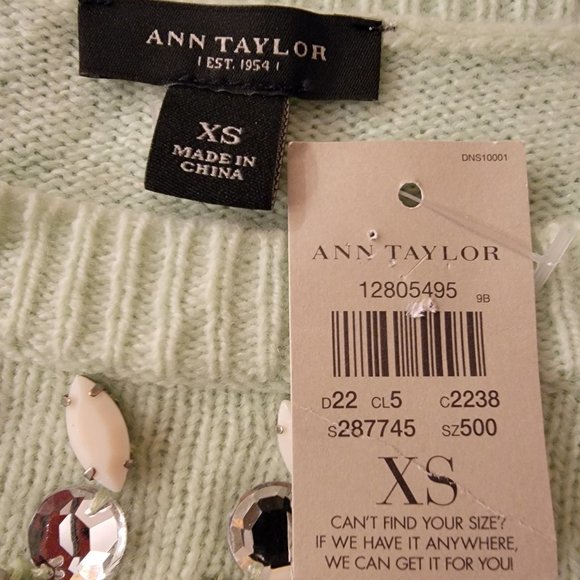 ANN TAYLOR
| EST. 1954 |
XS
MADE IN
CHINA
DNS10001
ANN TAYLOR
12805495 9B
D22 CL5 C2238
S287745 SZ500
XS
CAN'T FIND YOUR SIZE?
IF WE HAVE IT ANYWHERE,
WE CAN GET IT FOR YOU!